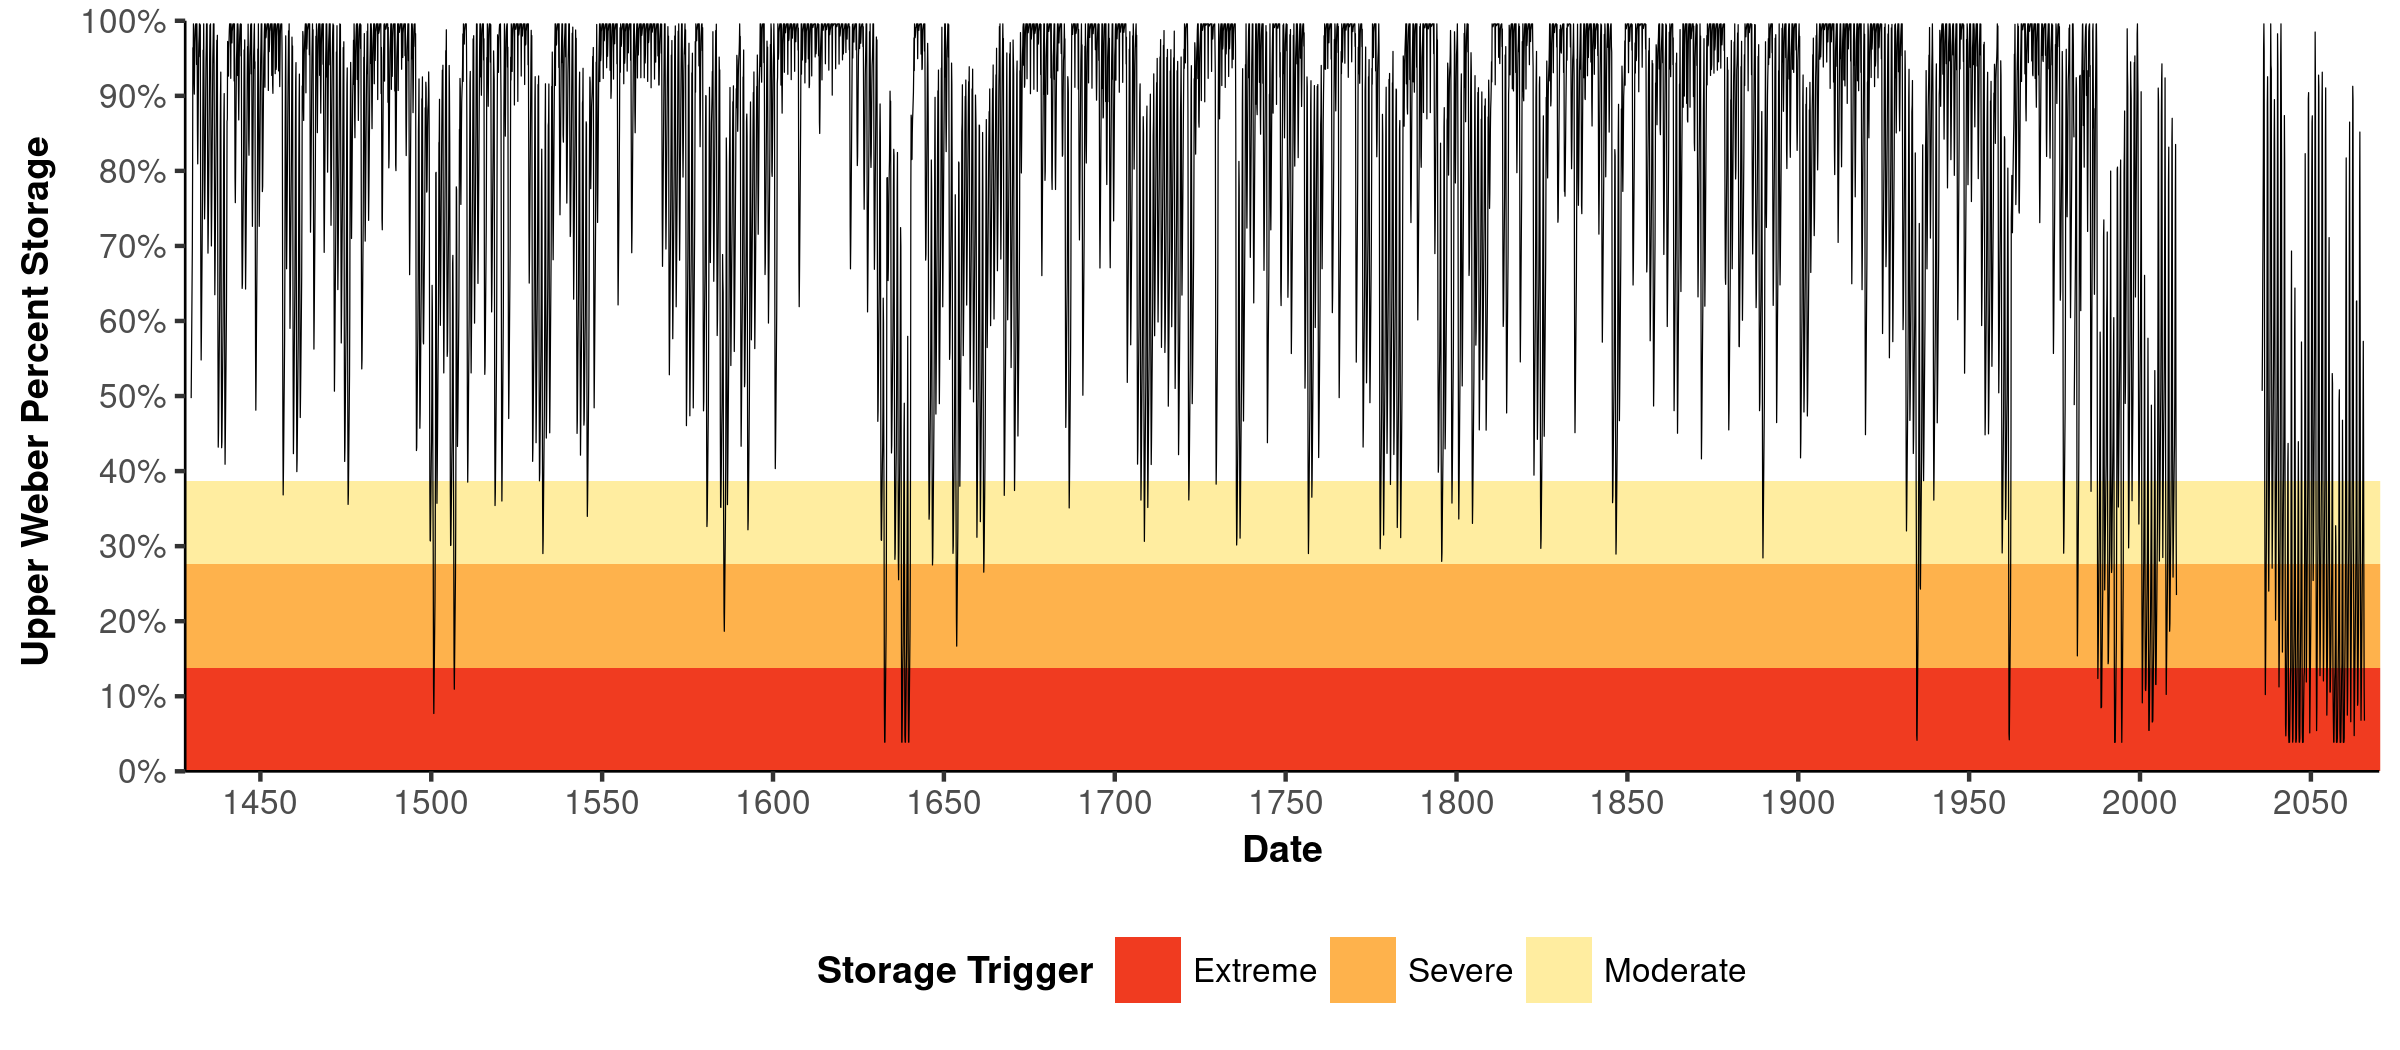 Upper Weber Percent Storage
100%
90%
80%
70%
60%
50%
40%
30%
20%
10%
0%
1450 1500 1550 1600 1650 1700 1750 1800 1850 1900 1950 2000 2050
Date
Storage Trigger Extreme Severe Moderate